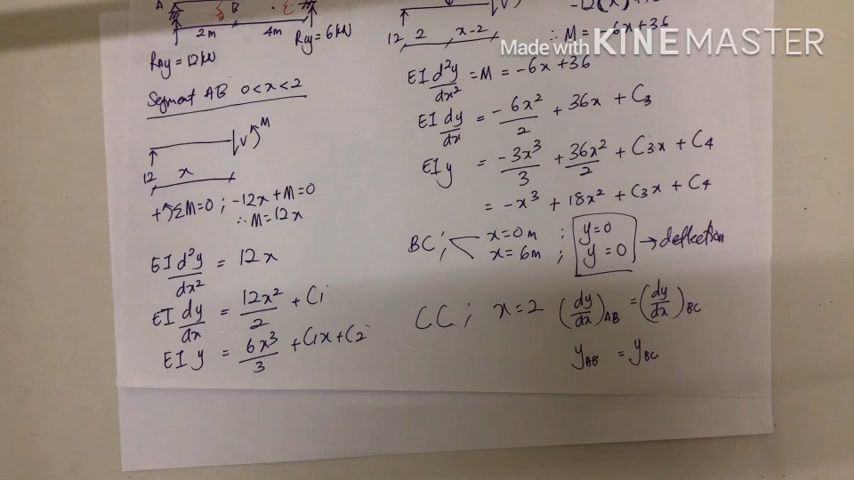 A
B
2m
4m
RAy = 12kN
RCy = 6kN
Segment AB 0 < x < 2
V
M
12
x
+↺ΣM=0 ; -12x + M = 0
∴ M = 12x
EI d²y/dx² = 12x
EI dy/dx = 12x²/2 + C1
EI y = 6x³/3 + C1x + C2
12
2
x-2
V
∴ M = -6x + 36
Made with KINEMASTER
EI d²y/dx² = M = -6x + 36
EI dy/dx = -6x²/2 + 36x + C3
EI y = -3x³/3 + 36x²/2 + C3x + C4
= -x³ + 18x² + C3x + C4
BC; x=0m ; y=0
x=6m ; y=0 → deflection
CC; x=2 (dy/dx)AB = (dy/dx)BC
yAB = yBC